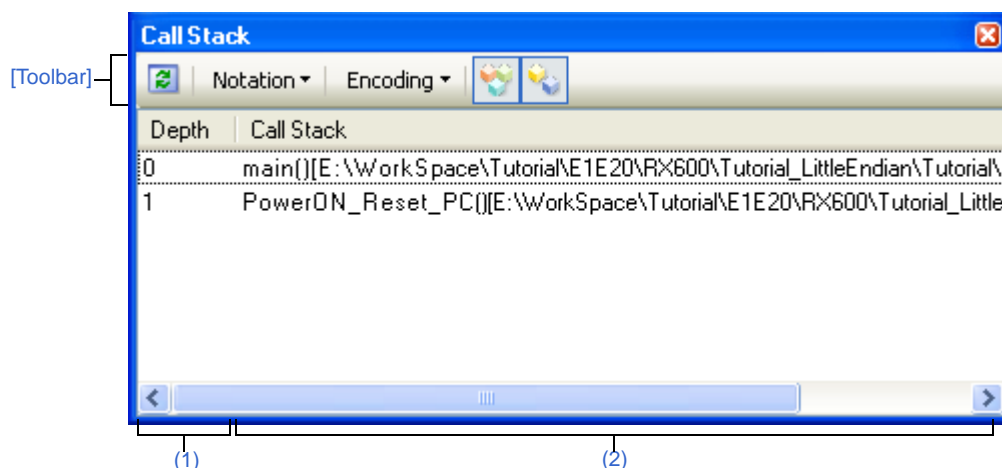 Call Stack
[Toolbar]
Notation
Encoding
Depth Call Stack
0 main()[E:\WorkSpace\Tutorial\E1E20\RX600\Tutorial_LittleEndian\Tutorial\
1 PowerON_Reset_PC()[E:\WorkSpace\Tutorial\E1E20\RX600\Tutorial_Little
(1) (2)